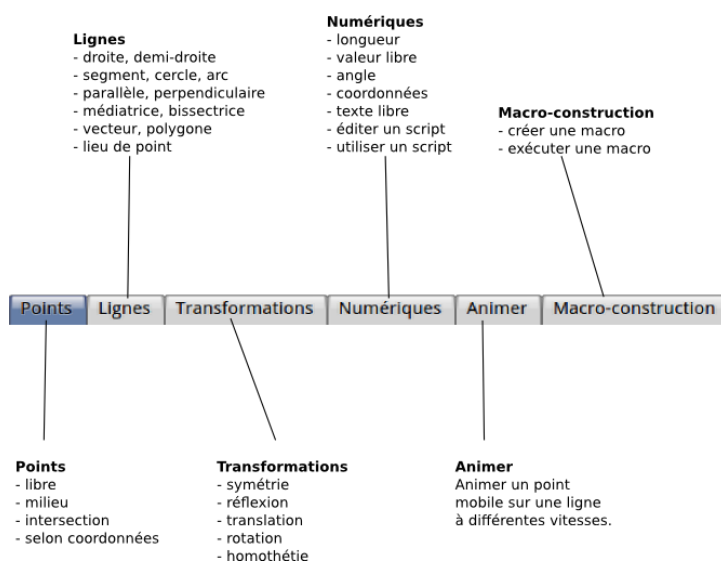 Numériques
- longueur
- valeur libre
- angle
- coordonnées
- texte libre
- éditer un script
- utiliser un script
Lignes
- droite, demi-droite
- segment, cercle, arc
- parallèle, perpendiculaire
- médiatrice, bissectrice
- vecteur, polygone
- lieu de point
Macro-construction
- créer une macro
- exécuter une macro
Points Lignes Transformations Numériques Animer Macro-construction
Points
- libre
- milieu
- intersection
- selon coordonnées
Transformations
- symétrie
- réflexion
- translation
- rotation
- homothétie
Animer
Animer un point
mobile sur une ligne
à différentes vitesses.